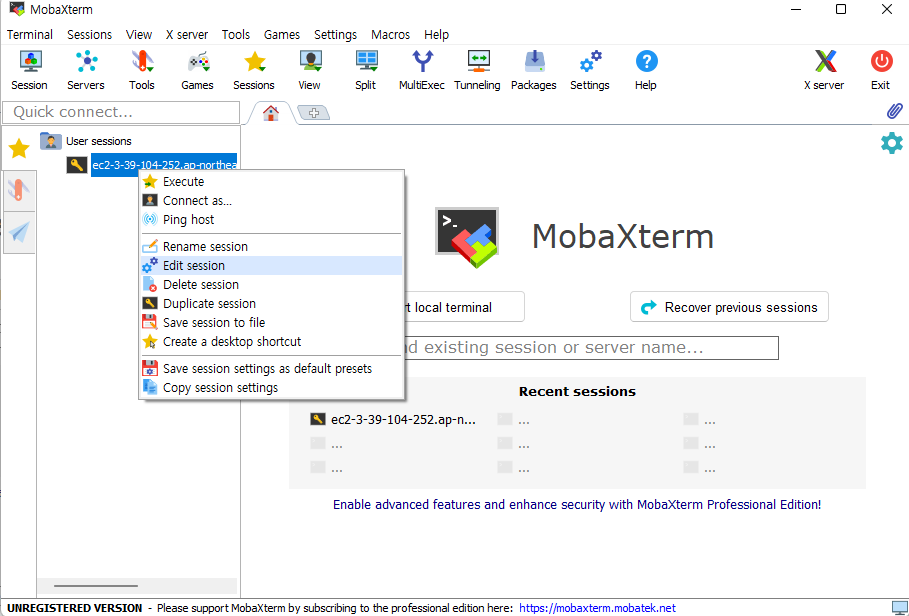 MobaXterm
Terminal Sessions View X server Tools Games Settings Macros Help
Session Servers Tools Games Sessions View Split MultiExec Tunneling Packages Settings Help X server Exit
Quick connect...
User sessions
ec2-3-39-104-252.ap-northea
Execute
Connect as...
Ping host
Rename session
Edit session
Delete session
Duplicate session
Save session to file
Create a desktop shortcut
Save session settings as default presets
Copy session settings
>_
MobaXterm
rt local terminal
Recover previous sessions
d existing session or server name...
Recent sessions
ec2-3-39-104-252.ap-n... ... ...
... ... ...
... ... ...
Enable advanced features and enhance security with MobaXterm Professional Edition!
UNREGISTERED VERSION - Please support MobaXterm by subscribing to the professional edition here: https://mobaxterm.mobatek.net